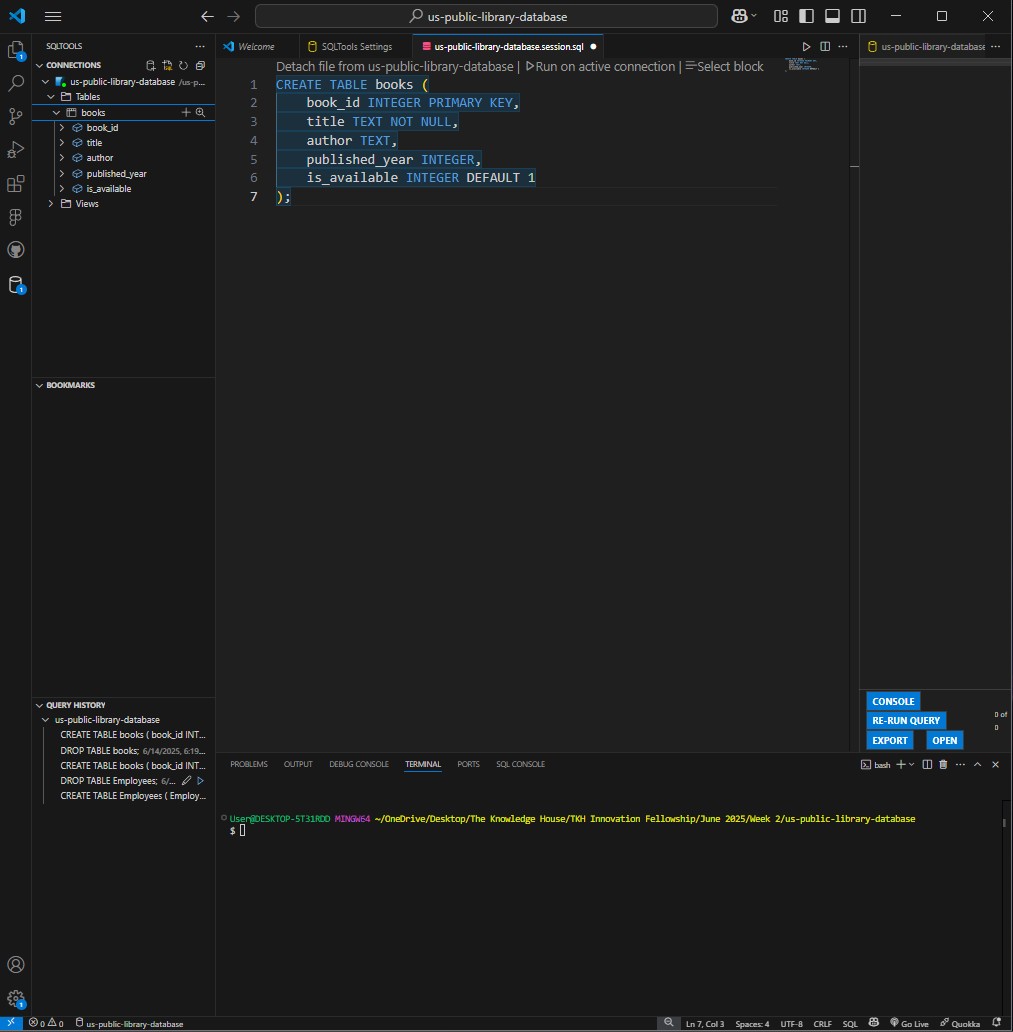 us-public-library-database
SQLTOOLS
CONNECTIONS
us-public-library-database /us-p...
Tables
books
book_id
title
author
published_year
is_available
Views
BOOKMARKS
QUERY HISTORY
us-public-library-database
CREATE TABLE books ( book_id INT...
DROP TABLE books; 6/14/2025, 6:19...
CREATE TABLE books ( book_id INT...
DROP TABLE Employees; 6/...
CREATE TABLE Employees ( Employ...
Welcome
SQLTools Settings
us-public-library-database.session.sql
us-public-library-database
Detach file from us-public-library-database | Run on active connection | Select block
1 CREATE TABLE books (
2 book_id INTEGER PRIMARY KEY,
3 title TEXT NOT NULL,
4 author TEXT,
5 published_year INTEGER,
6 is_available INTEGER DEFAULT 1
7 );
CONSOLE
RE-RUN QUERY
EXPORT OPEN
0 of
0
PROBLEMS OUTPUT DEBUG CONSOLE TERMINAL PORTS SQL CONSOLE
bash
User@DESKTOP-5T31RDD MINGW64 ~/OneDrive/Desktop/The Knowledge House/TKH Innovation Fellowship/June 2025/Week 2/us-public-library-database
$
1
1
1
0 0 us-public-library-database
Ln 7, Col 3 Spaces: 4 UTF-8 CRLF SQL Go Live Quokka